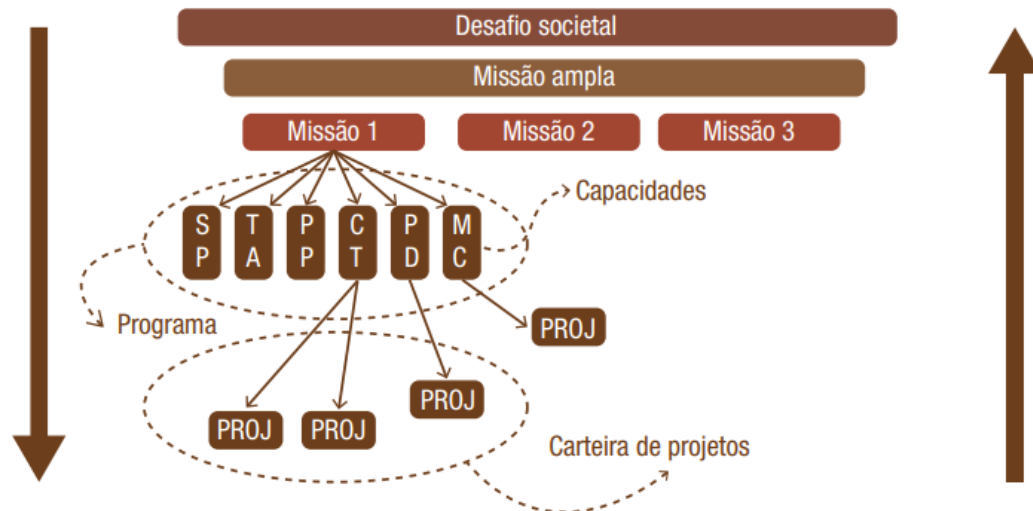 Desafio societal
Missão ampla
Missão 1
Missão 2
Missão 3
Capacidades
S P
T A
P P
C T
P D
M C
Programa
PROJ
PROJ
PROJ
PROJ
Carteira de projetos